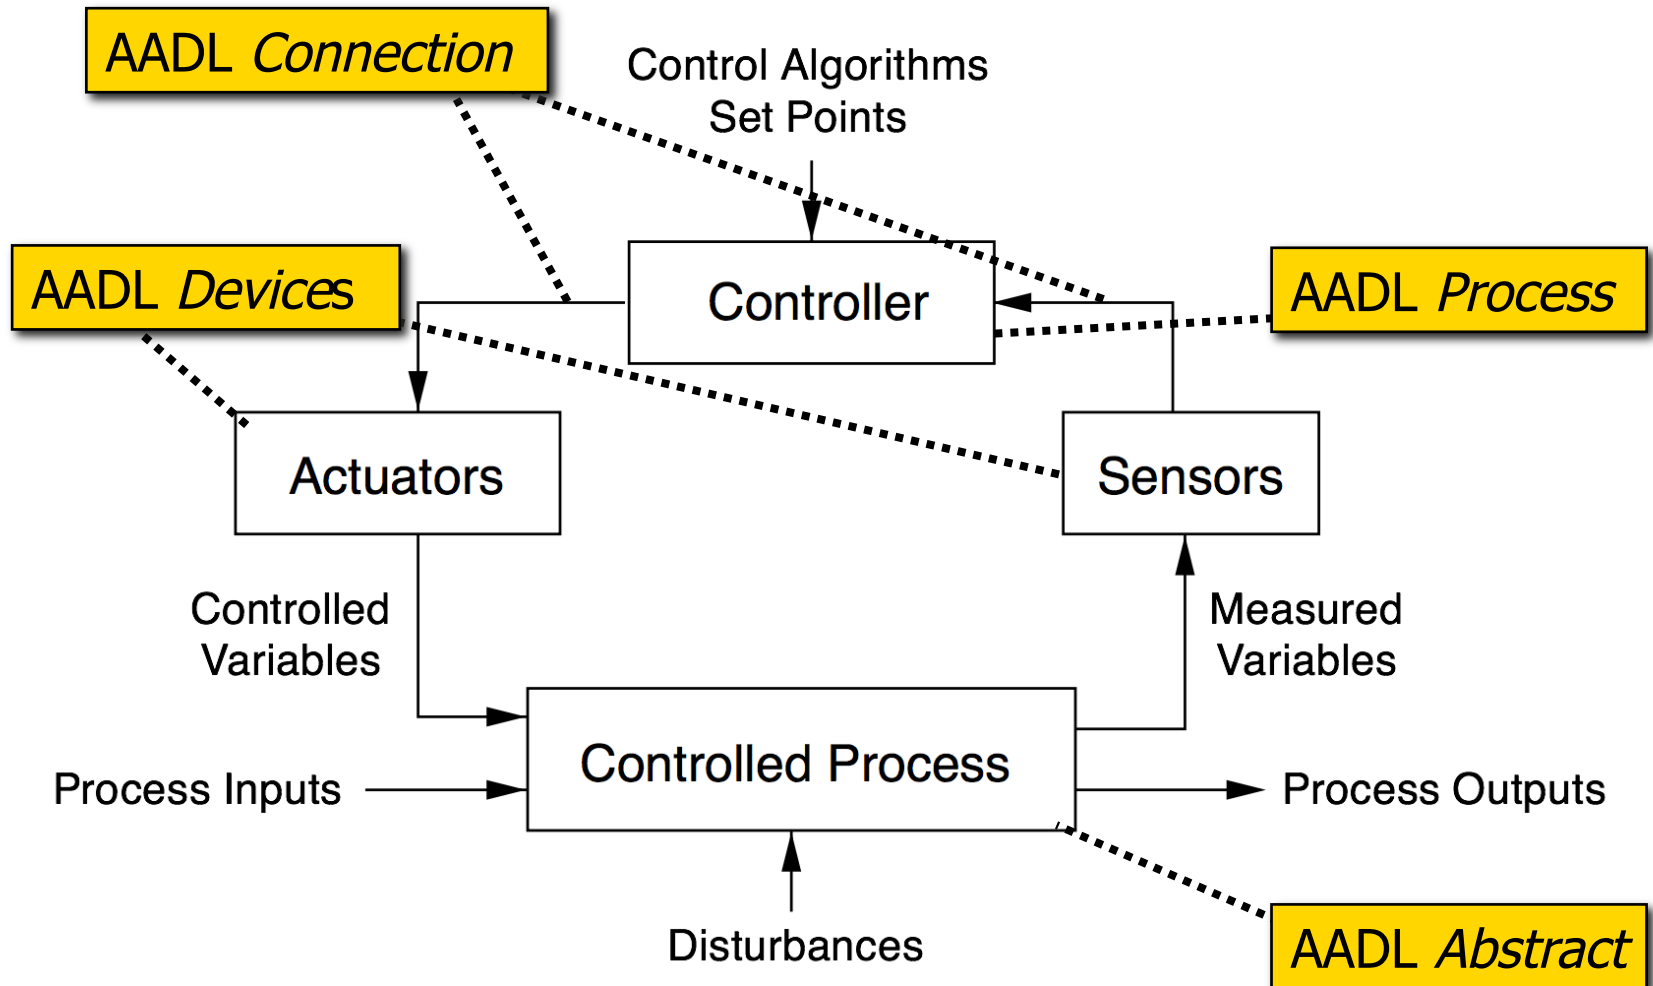 AADL Connection
Control Algorithms
Set Points
AADL Devices
Controller
AADL Process
Actuators
Sensors
Controlled
Variables
Measured
Variables
Controlled Process
Process Inputs
Process Outputs
Disturbances
AADL Abstract